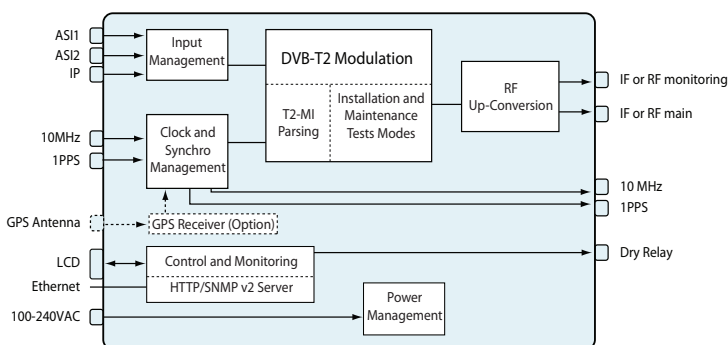 ASI1
ASI2
IP
Input
Management
DVB-T2 Modulation
T2-MI
Parsing
Installation and
Maintenance
Tests Modes
RF
Up-Conversion
IF or RF monitoring
IF or RF main
10MHz
1PPS
Clock and
Synchro
Management
10 MHz
1PPS
GPS Antenna
GPS Receiver (Option)
LCD
Ethernet
Control and Monitoring
HTTP/SNMP v2 Server
Dry Relay
100-240VAC
Power
Management